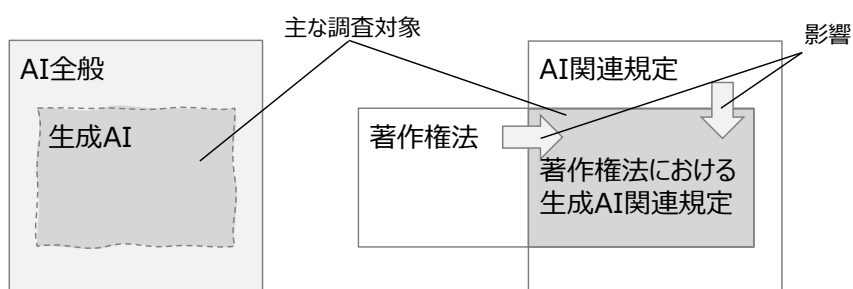 主な調査対象
影響
AI全般
AI関連規定
生成AI
著作権法
著作権法における
生成AI関連規定